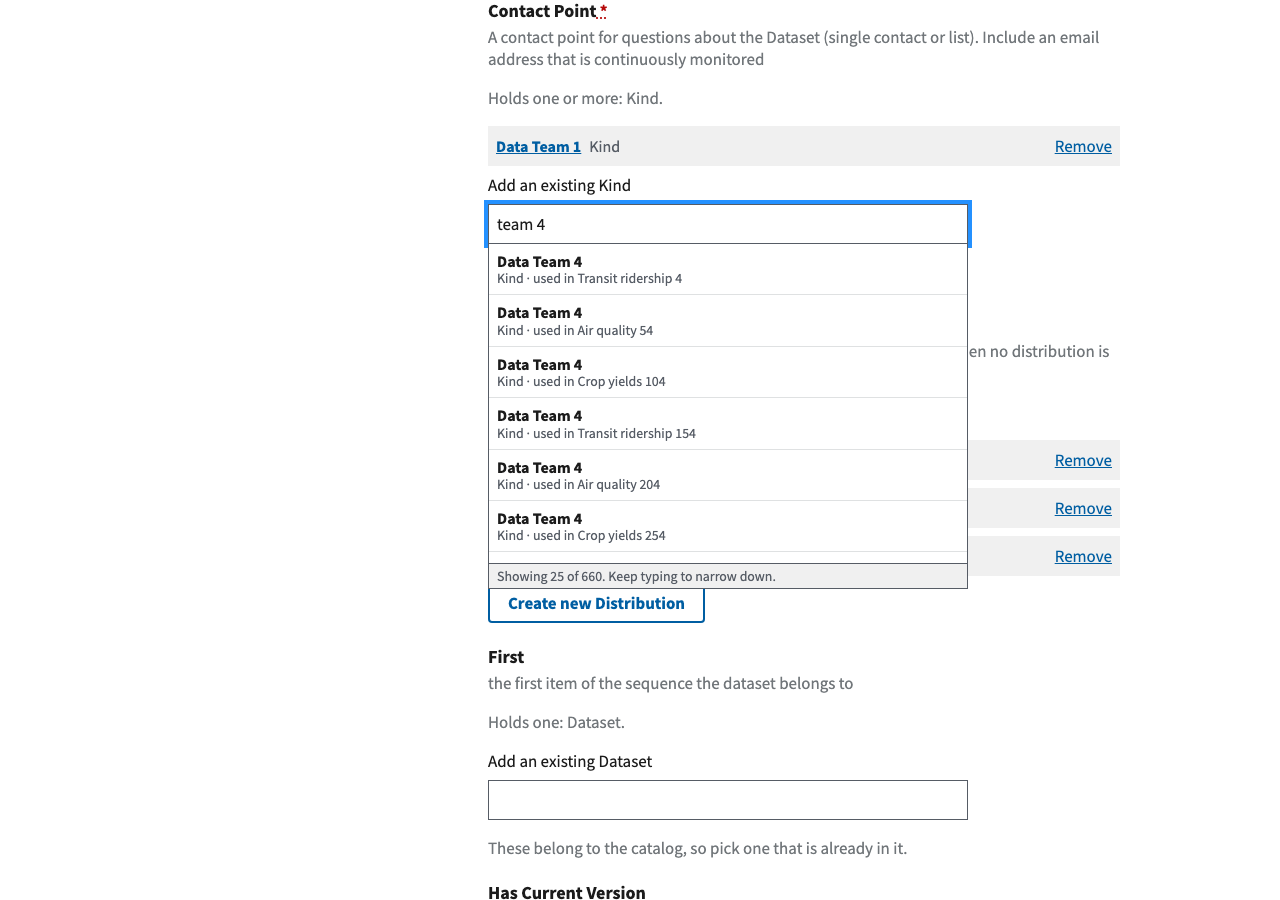 Contact Point *
A contact point for questions about the Dataset (single contact or list). Include an email
address that is continuously monitored
Holds one or more: Kind.
Data Team 1 Kind Remove
Add an existing Kind
team 4
Data Team 4
Kind · used in Transit ridership 4
Data Team 4
Kind · used in Air quality 54
en no distribution is
Data Team 4
Kind · used in Crop yields 104
Data Team 4
Kind · used in Transit ridership 154
Remove
Data Team 4
Kind · used in Air quality 204
Remove
Data Team 4
Kind · used in Crop yields 254
Remove
Showing 25 of 660. Keep typing to narrow down.
Create new Distribution
First
the first item of the sequence the dataset belongs to
Holds one: Dataset.
Add an existing Dataset
These belong to the catalog, so pick one that is already in it.
Has Current Version